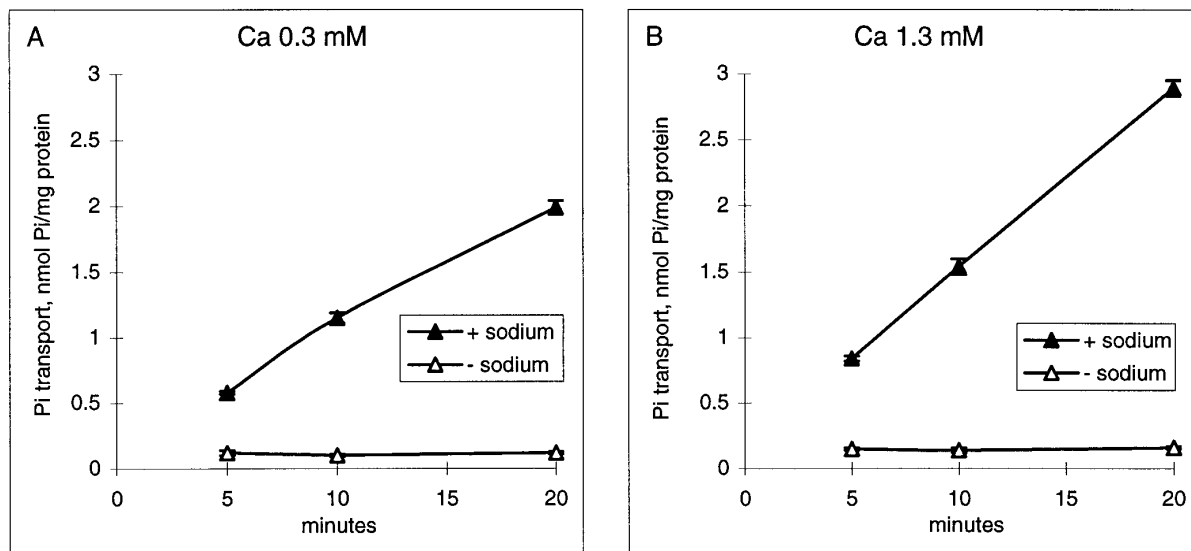 A
Ca 0.3 mM
Pi transport, nmol Pi/mg protein
3
2.5
2
1.5
1
0.5
0
+ sodium
- sodium
0
5
10
15
20
minutes
B
Ca 1.3 mM
Pi transport, nmol Pi/mg protein
3
2.5
2
1.5
1
0.5
0
+ sodium
- sodium
0
5
10
15
20
minutes